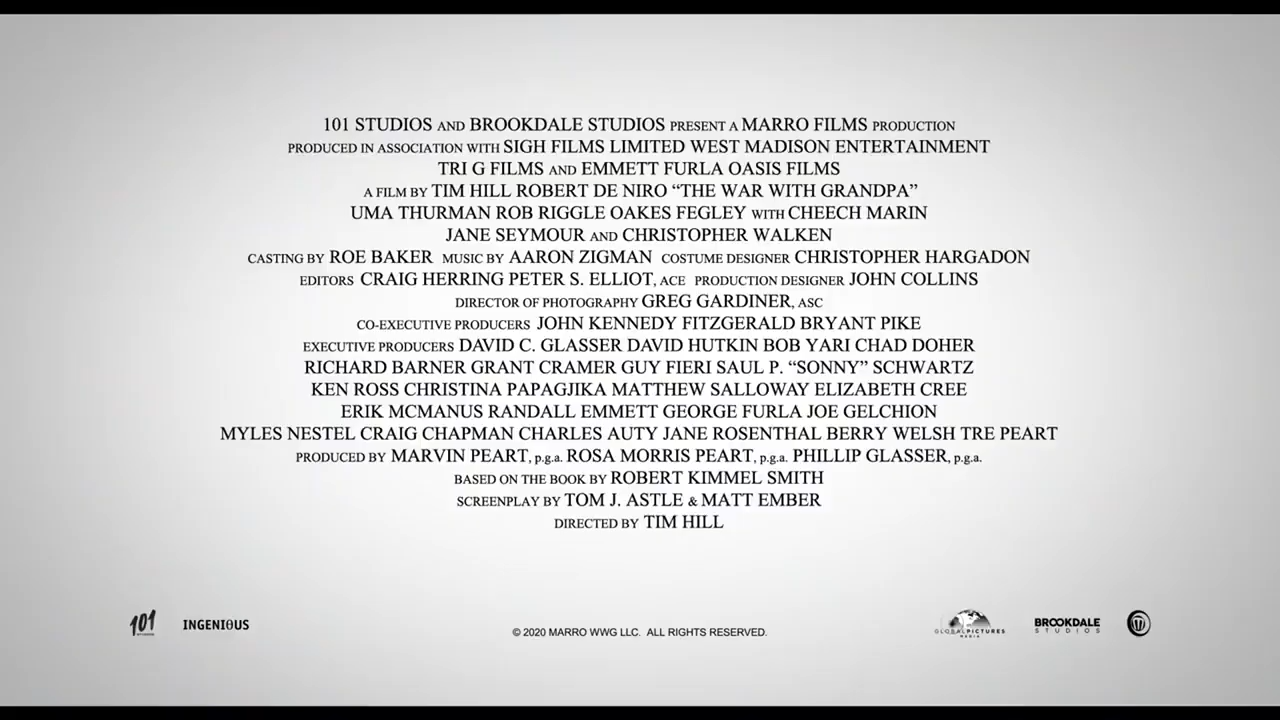 101 STUDIOS AND BROOKDALE STUDIOS PRESENT A MARRO FILMS PRODUCTION
PRODUCED IN ASSOCIATION WITH SIGH FILMS LIMITED WEST MADISON ENTERTAINMENT
TRI G FILMS AND EMMETT FURLA OASIS FILMS
A FILM BY TIM HILL ROBERT DE NIRO “THE WAR WITH GRANDPA”
UMA THURMAN ROB RIGGLE OAKES FEGLEY WITH CHEECH MARIN
JANE SEYMOUR AND CHRISTOPHER WALKEN
CASTING BY ROE BAKER MUSIC BY AARON ZIGMAN COSTUME DESIGNER CHRISTOPHER HARGADON
EDITORS CRAIG HERRING PETER S. ELLIOT, ACE PRODUCTION DESIGNER JOHN COLLINS
DIRECTOR OF PHOTOGRAPHY GREG GARDINER, ASC
CO-EXECUTIVE PRODUCERS JOHN KENNEDY FITZGERALD BRYANT PIKE
EXECUTIVE PRODUCERS DAVID C. GLASSER DAVID HUTKIN BOB YARI CHAD DOHER
RICHARD BARNER GRANT CRAMER GUY FIERI SAUL P. “SONNY” SCHWARTZ
KEN ROSS CHRISTINA PAPAGJIKA MATTHEW SALLOWAY ELIZABETH CREE
ERIK MCMANUS RANDALL EMMETT GEORGE FURLA JOE GELCHION
MYLES NESTEL CRAIG CHAPMAN CHARLES AUTY JANE ROSENTHAL BERRY WELSH TRE PEART
PRODUCED BY MARVIN PEART, p.g.a. ROSA MORRIS PEART, p.g.a. PHILLIP GLASSER, p.g.a.
BASED ON THE BOOK BY ROBERT KIMMEL SMITH
SCREENPLAY BY TOM J. ASTLE & MATT EMBER
DIRECTED BY TIM HILL
101 INGENIOUS
© 2020 MARRO WWG LLC. ALL RIGHTS RESERVED.
GLOBAL PICTURES MEDIA
BROOKDALE STUDIOS